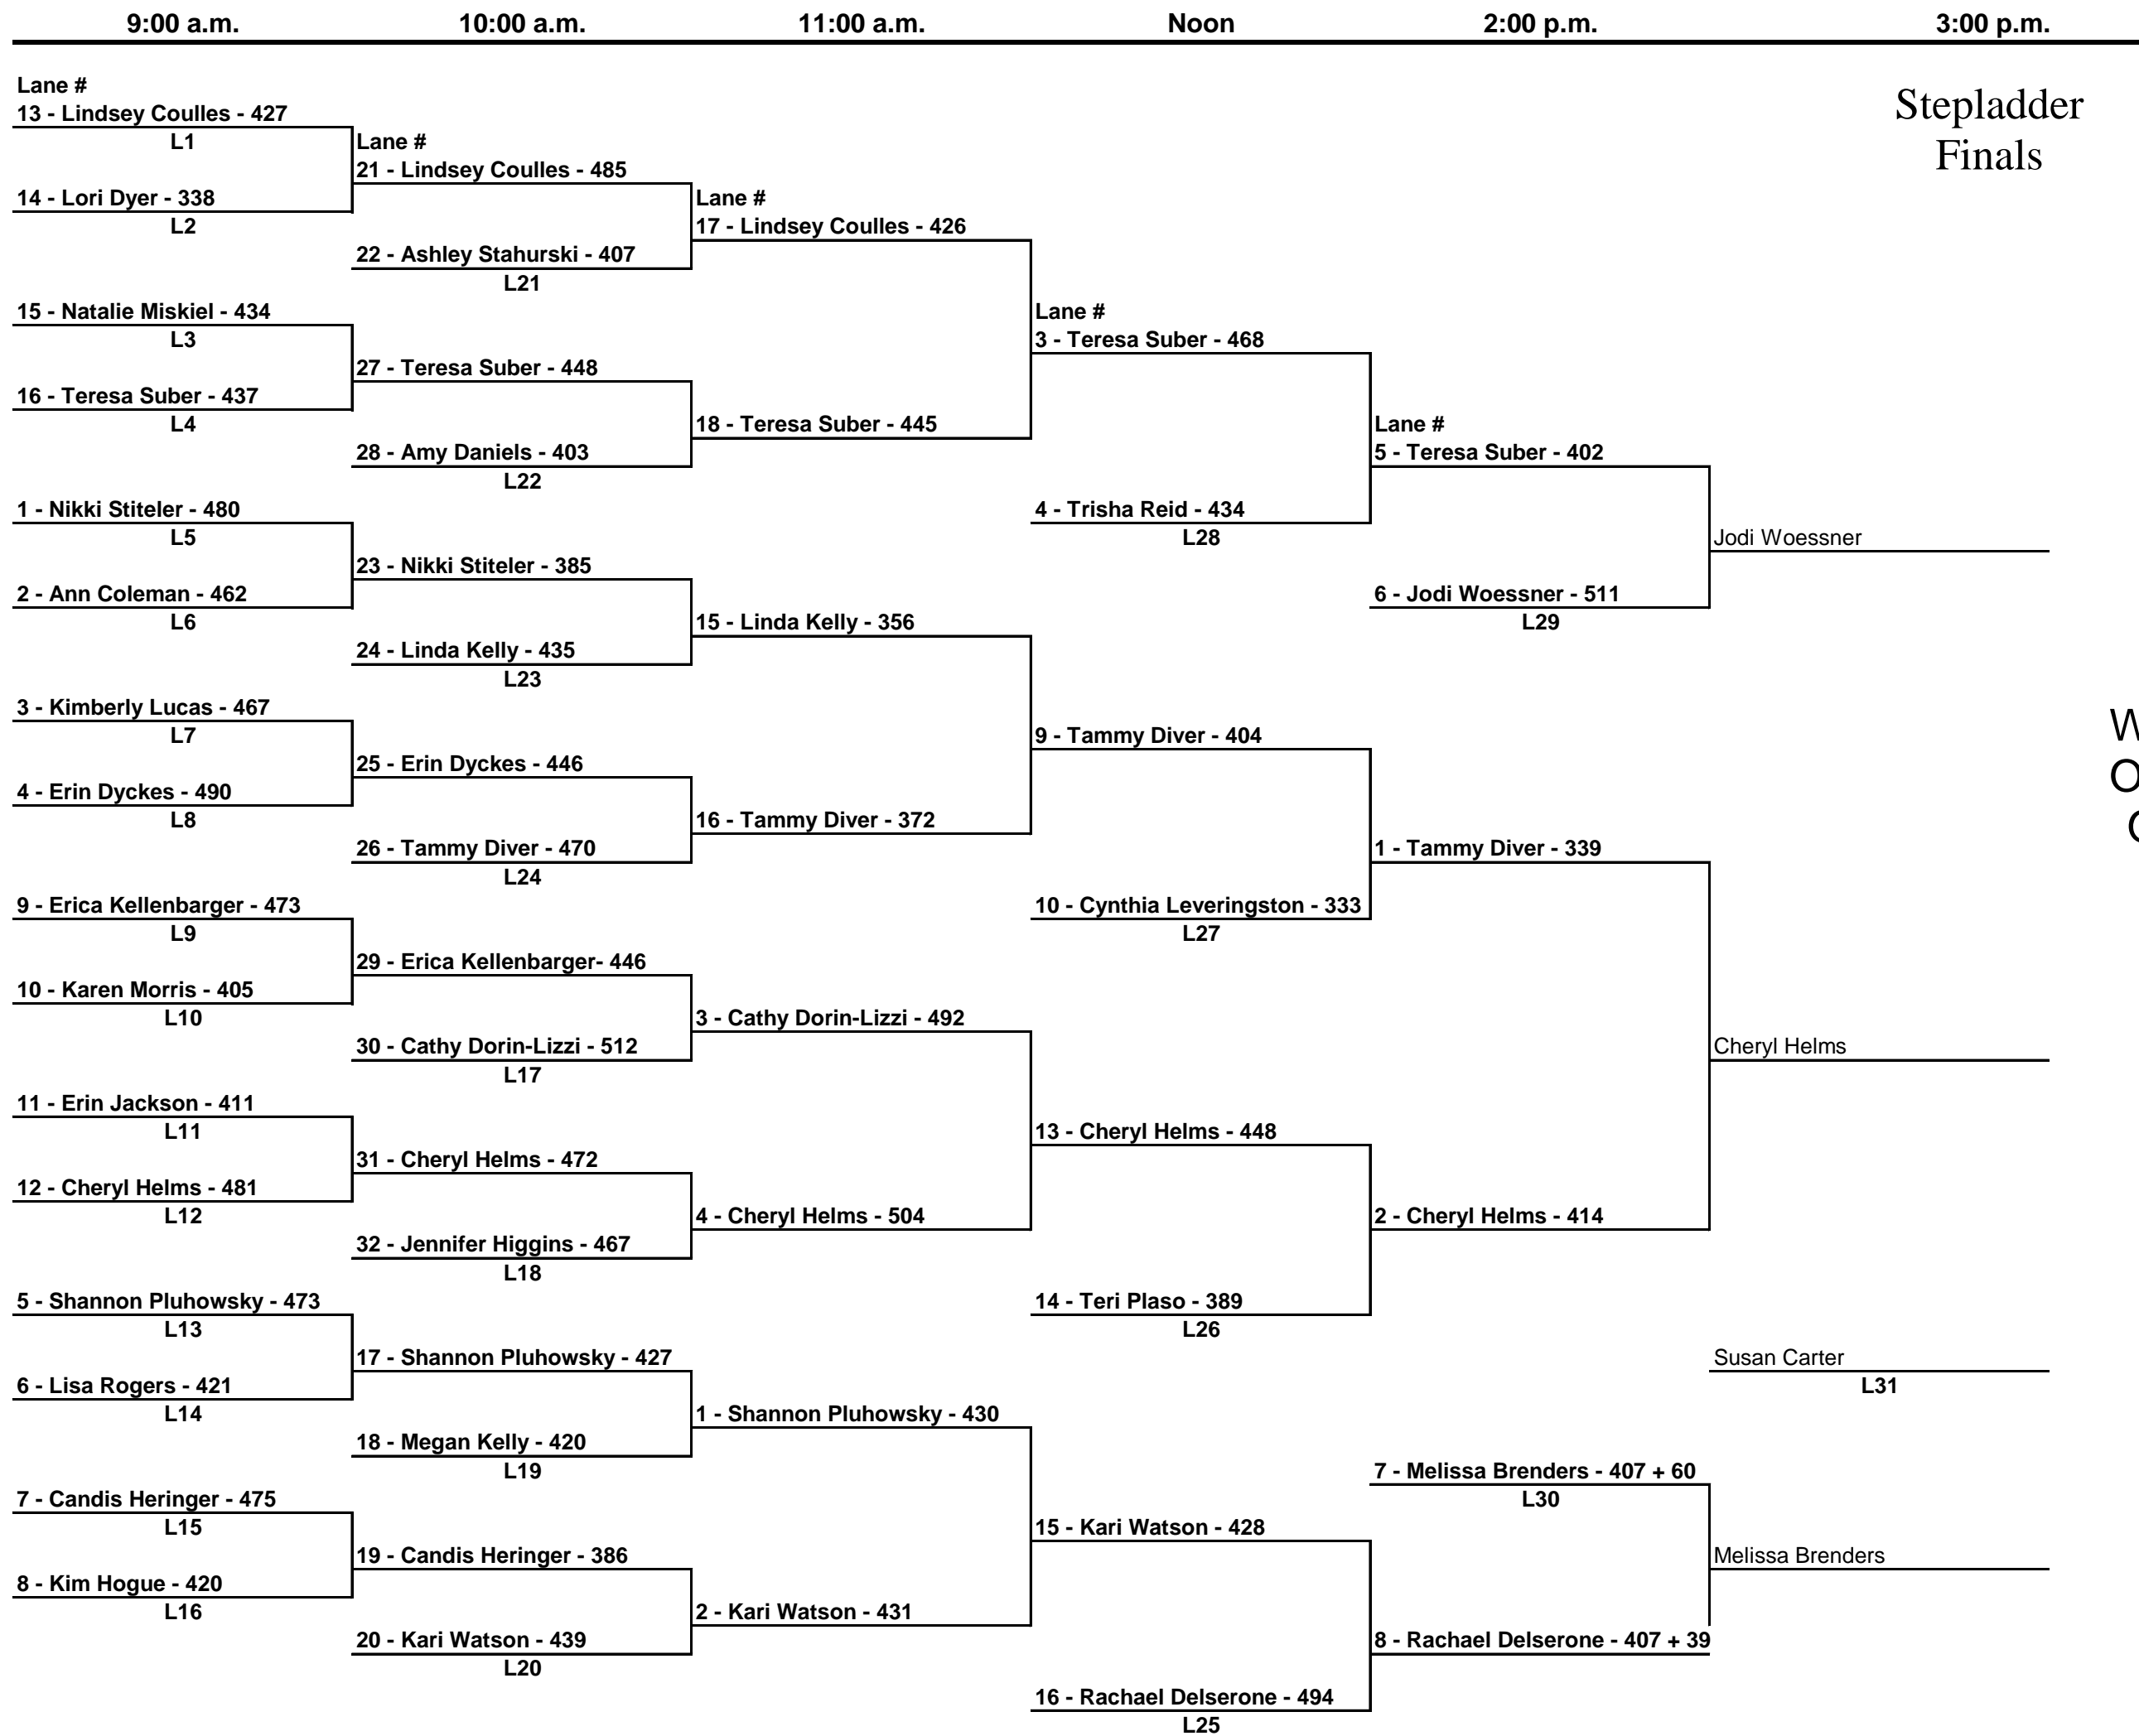 9:00 a.m. 10:00 a.m. 11:00 a.m. Noon 2:00 p.m. 3:00 p.m.
Lane #
13 - Lindsey Coulles - 427
L1
14 - Lori Dyer - 338
L2
15 - Natalie Miskiel - 434
L3
16 - Teresa Suber - 437
L4
1 - Nikki Stiteler - 480
L5
2 - Ann Coleman - 462
L6
3 - Kimberly Lucas - 467
L7
4 - Erin Dyckes - 490
L8
9 - Erica Kellenbarger - 473
L9
10 - Karen Morris - 405
L10
11 - Erin Jackson - 411
L11
12 - Cheryl Helms - 481
L12
5 - Shannon Pluhowsky - 473
L13
6 - Lisa Rogers - 421
L14
7 - Candis Heringer - 475
L15
8 - Kim Hogue - 420
L16
Lane #
21 - Lindsey Coulles - 485
22 - Ashley Stahurski - 407
L21
27 - Teresa Suber - 448
28 - Amy Daniels - 403
L22
23 - Nikki Stiteler - 385
24 - Linda Kelly - 435
L23
25 - Erin Dyckes - 446
26 - Tammy Diver - 470
L24
29 - Erica Kellenbarger- 446
30 - Cathy Dorin-Lizzi - 512
L17
31 - Cheryl Helms - 472
32 - Jennifer Higgins - 467
L18
17 - Shannon Pluhowsky - 427
18 - Megan Kelly - 420
L19
19 - Candis Heringer - 386
20 - Kari Watson - 439
L20
Lane #
17 - Lindsey Coulles - 426
18 - Teresa Suber - 445
15 - Linda Kelly - 356
16 - Tammy Diver - 372
3 - Cathy Dorin-Lizzi - 492
4 - Cheryl Helms - 504
1 - Shannon Pluhowsky - 430
2 - Kari Watson - 431
Lane #
3 - Teresa Suber - 468
4 - Trisha Reid - 434
L28
9 - Tammy Diver - 404
10 - Cynthia Leveringston - 333
L27
13 - Cheryl Helms - 448
14 - Teri Plaso - 389
L26
15 - Kari Watson - 428
16 - Rachael Delserone - 494
L25
Lane #
5 - Teresa Suber - 402
6 - Jodi Woessner - 511
L29
1 - Tammy Diver - 339
2 - Cheryl Helms - 414
7 - Melissa Brenders - 407 + 60
L30
8 - Rachael Delserone - 407 + 39
Stepladder
Finals
Jodi Woessner
Cheryl Helms
Susan Carter
L31
Melissa Brenders